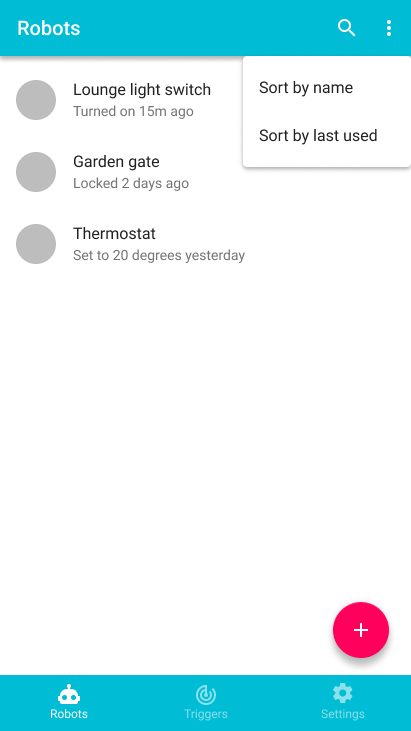 Robots
Sort by name
Sort by last used
Lounge light switch
Turned on 15m ago
Garden gate
Locked 2 days ago
Thermostat
Set to 20 degrees yesterday
Robots
Triggers
Settings